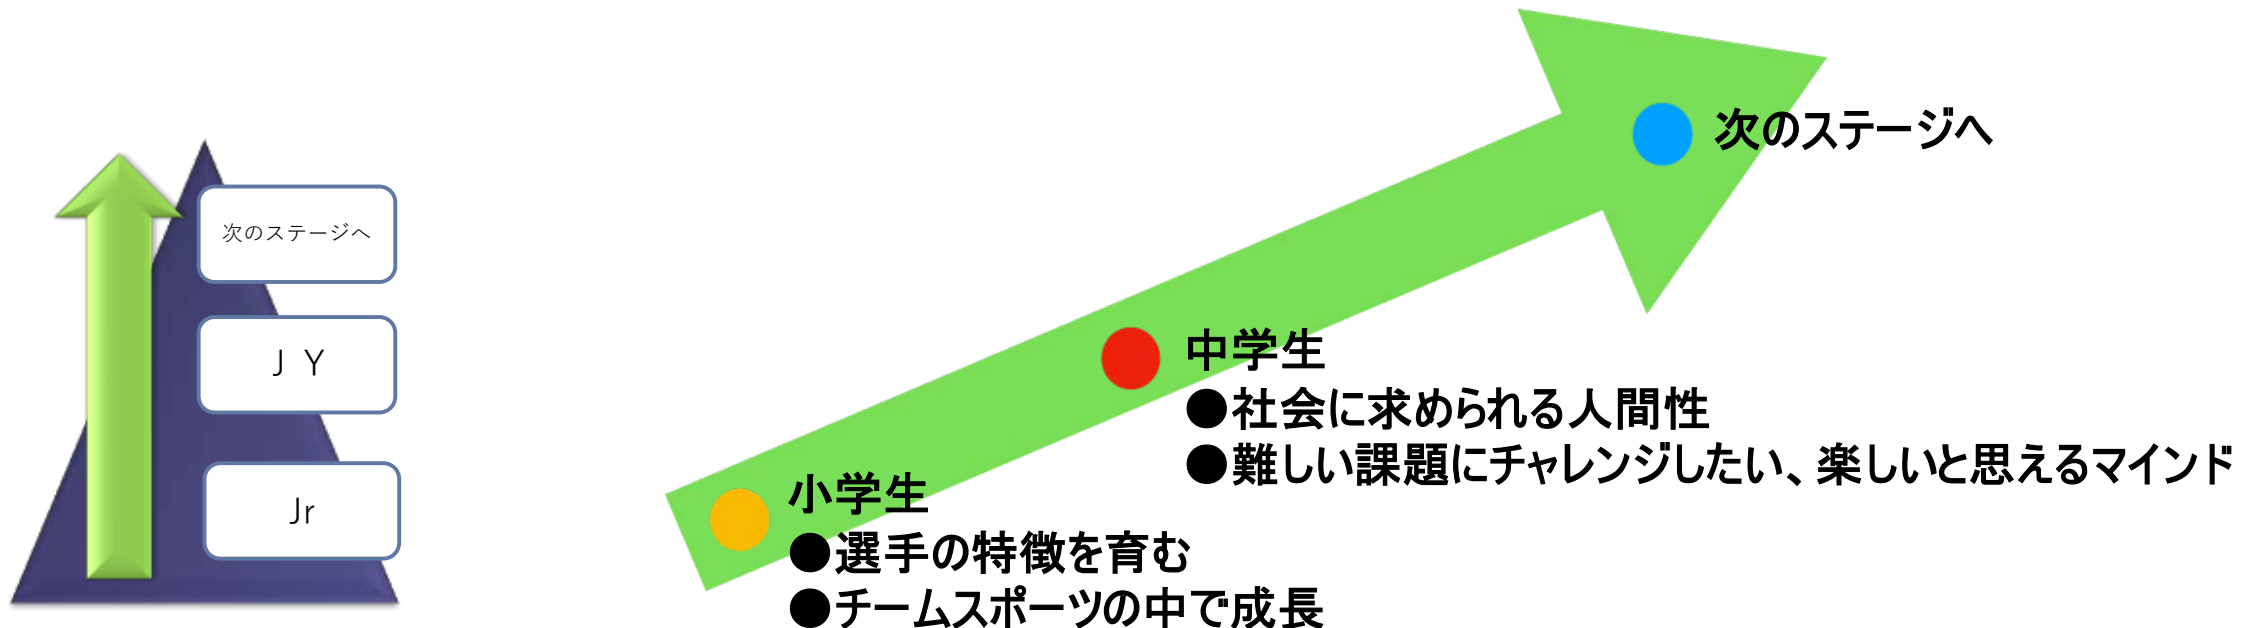 次のステージへ
J Y
Jr
次のステージへ
中学生
●社会に求められる人間性
●難しい課題にチャレンジしたい、楽しいと思えるマインド
小学生
●選手の特徴を育む
●チームスポーツの中で成長